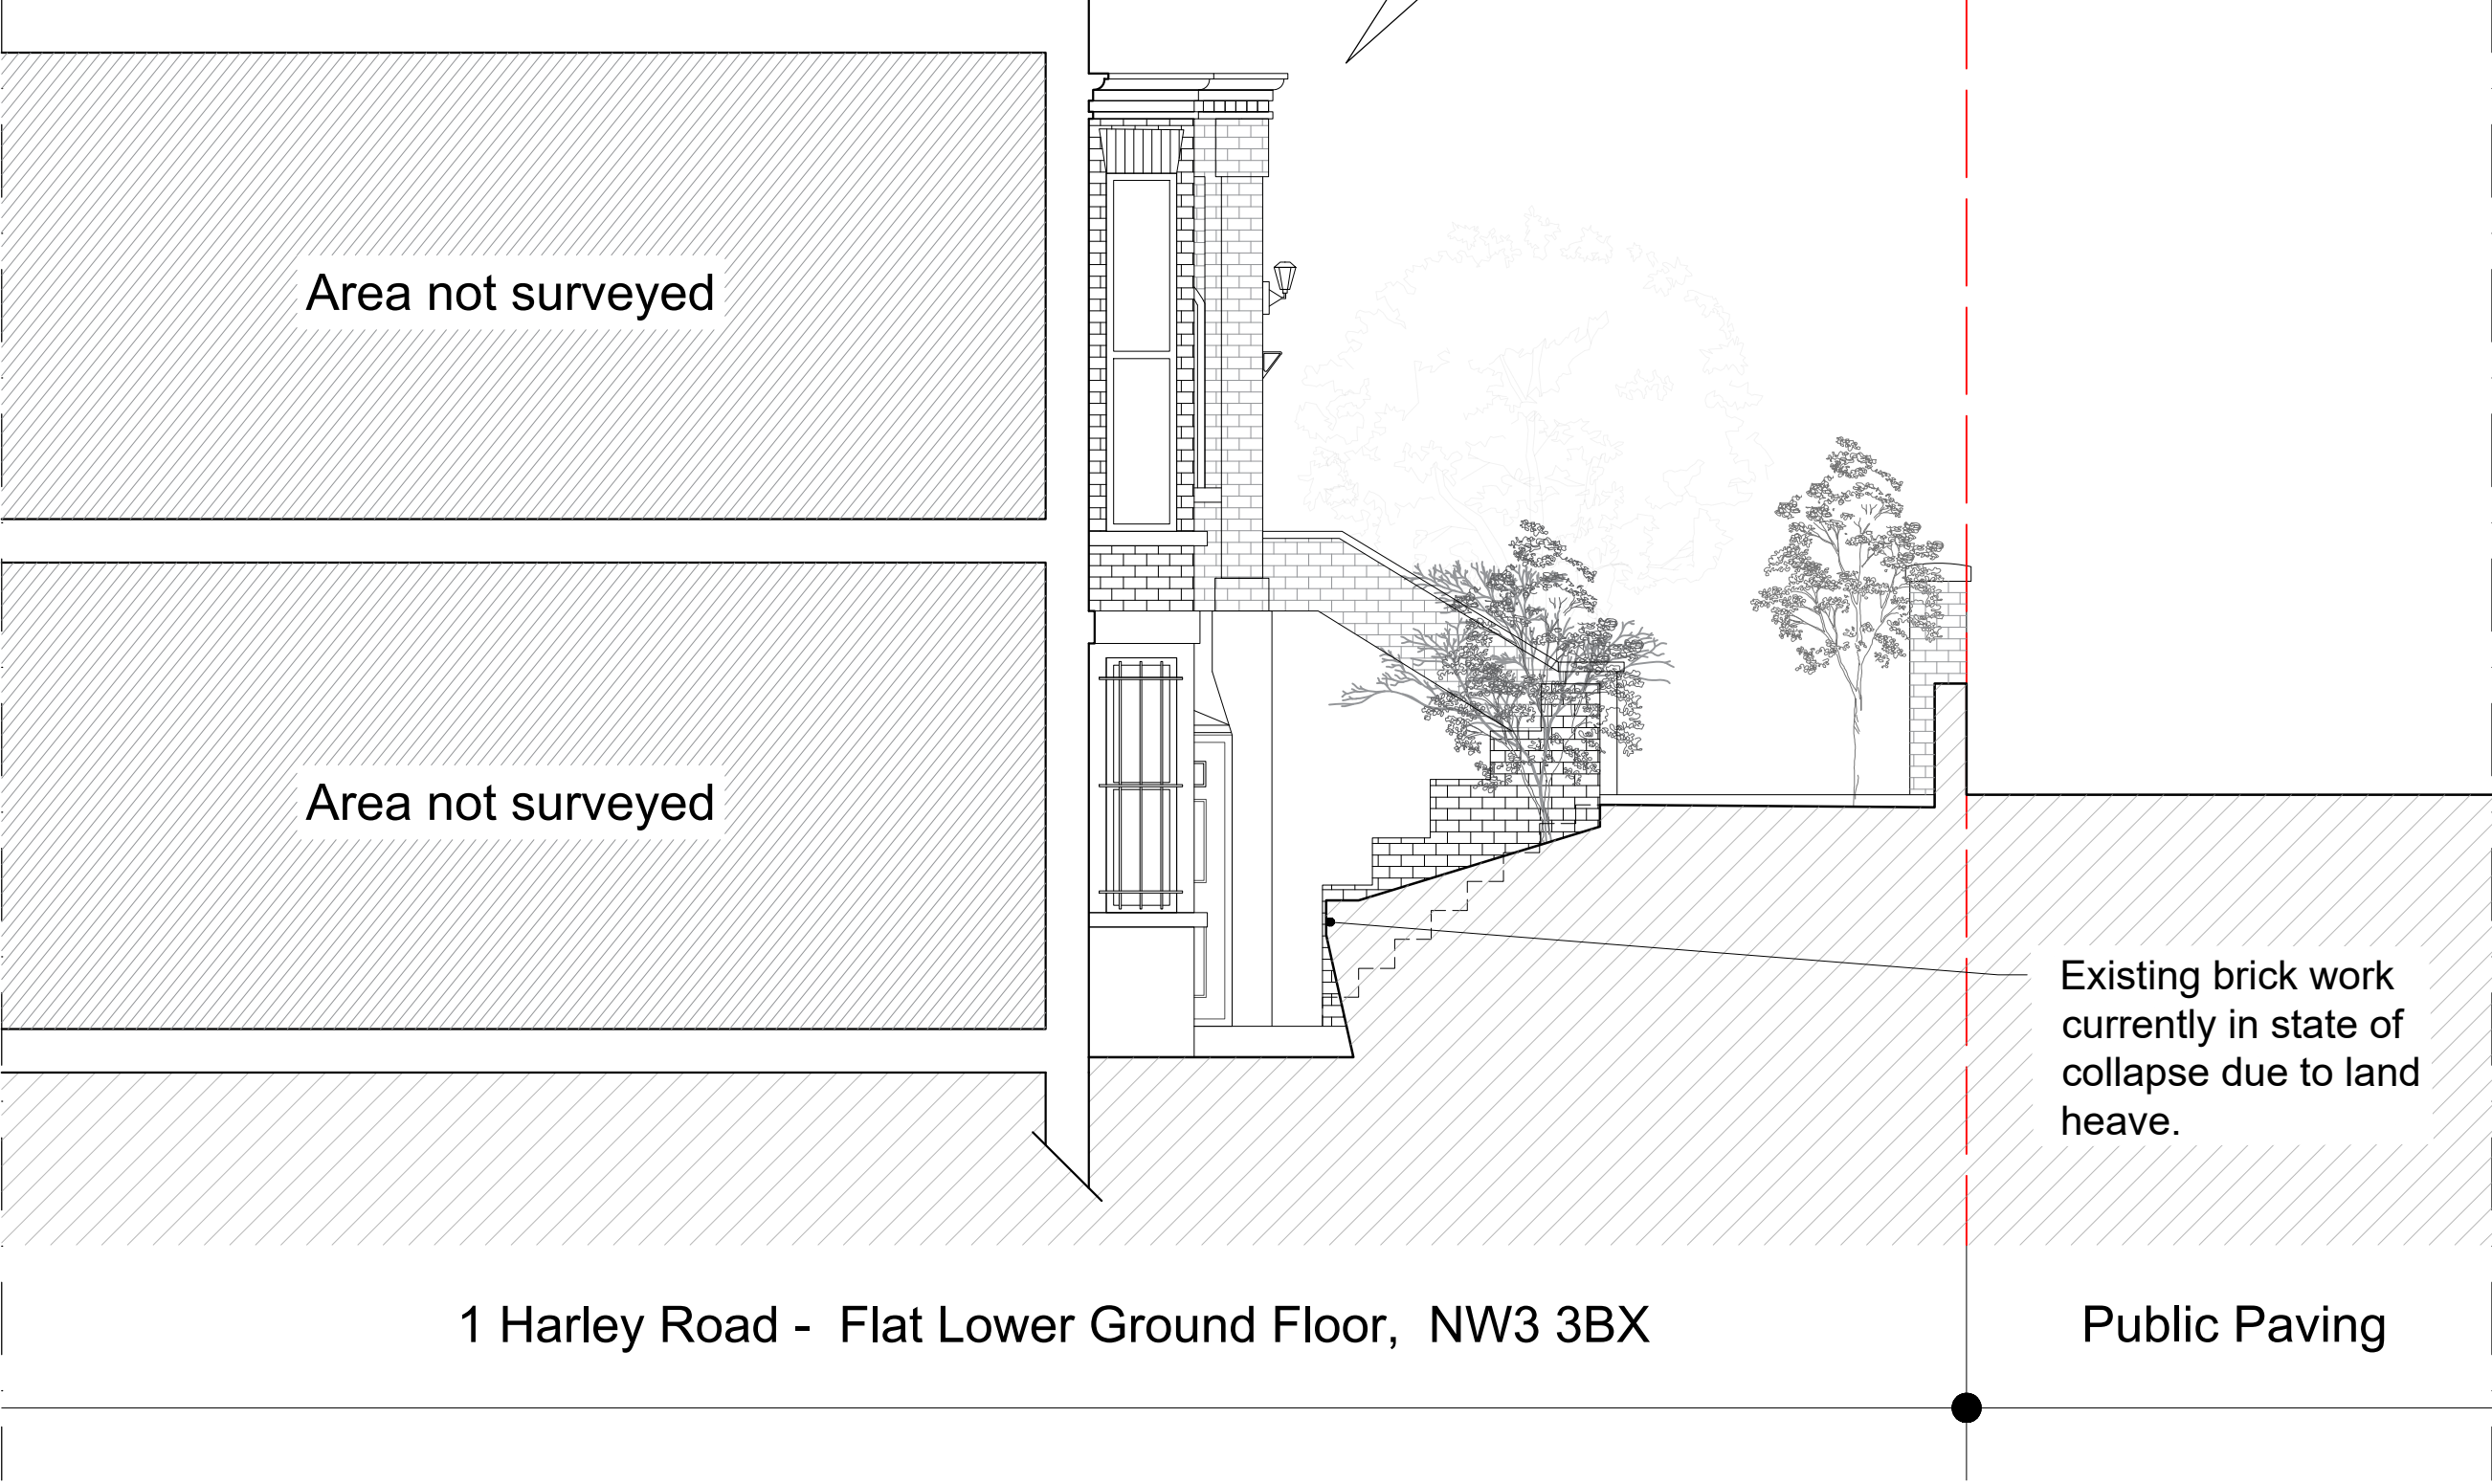 Area not surveyed
Area not surveyed
Existing brick work
currently in state of
collapse due to land
heave.
1 Harley Road - Flat Lower Ground Floor, NW3 3BX
Public Paving